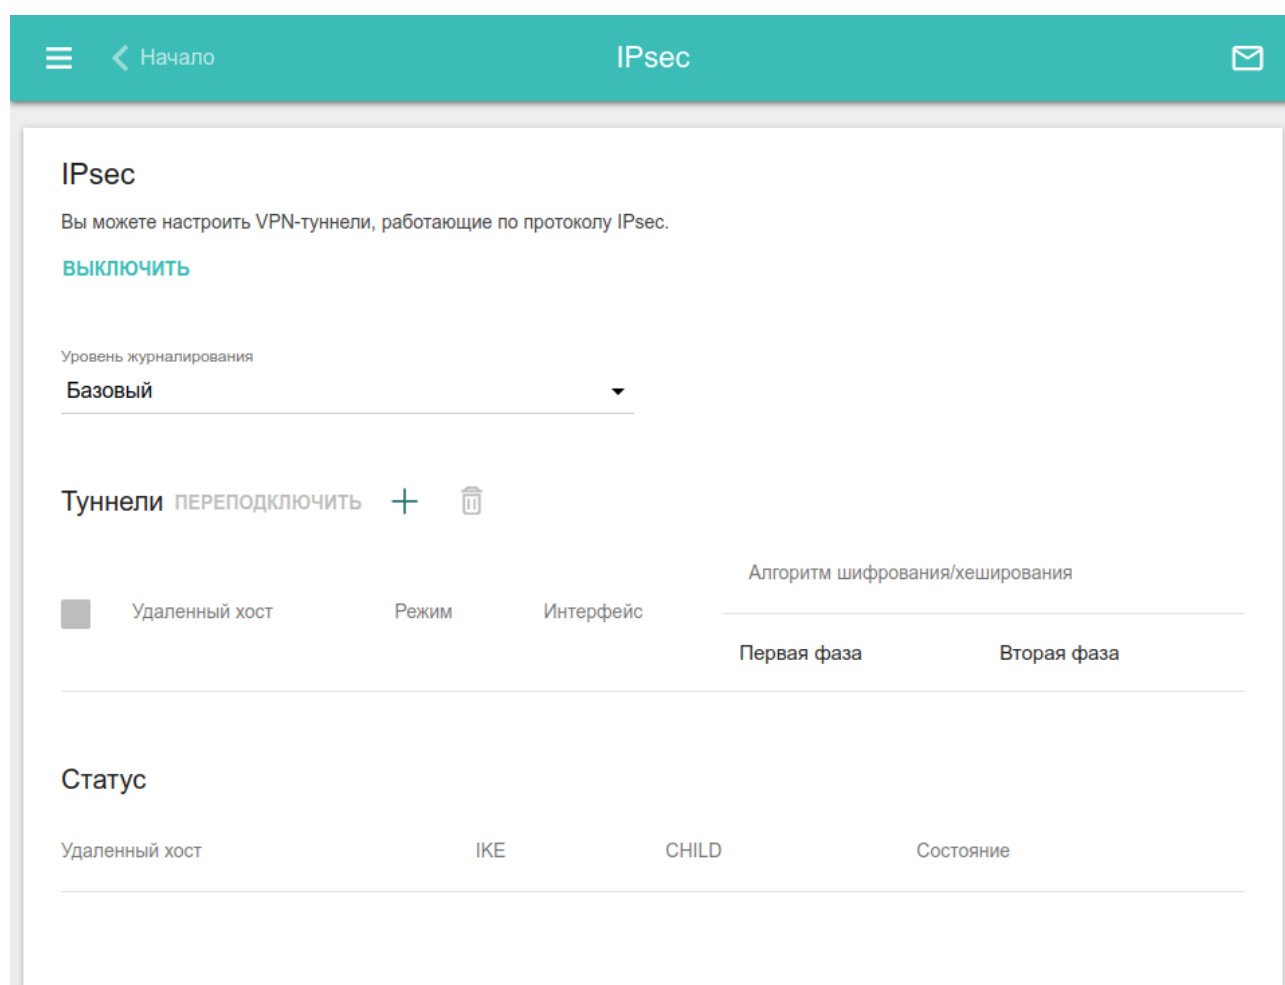 Начало
IPsec
IPsec
Вы можете настроить VPN-туннели, работающие по протоколу IPsec.
ВЫКЛЮЧИТЬ
Уровень журналирования
Базовый
Туннели ПЕРЕПОДКЛЮЧИТЬ
Алгоритм шифрования/хеширования
Удаленный хост Режим Интерфейс
Первая фаза Вторая фаза
Статус
Удаленный хост IKE CHILD Состояние